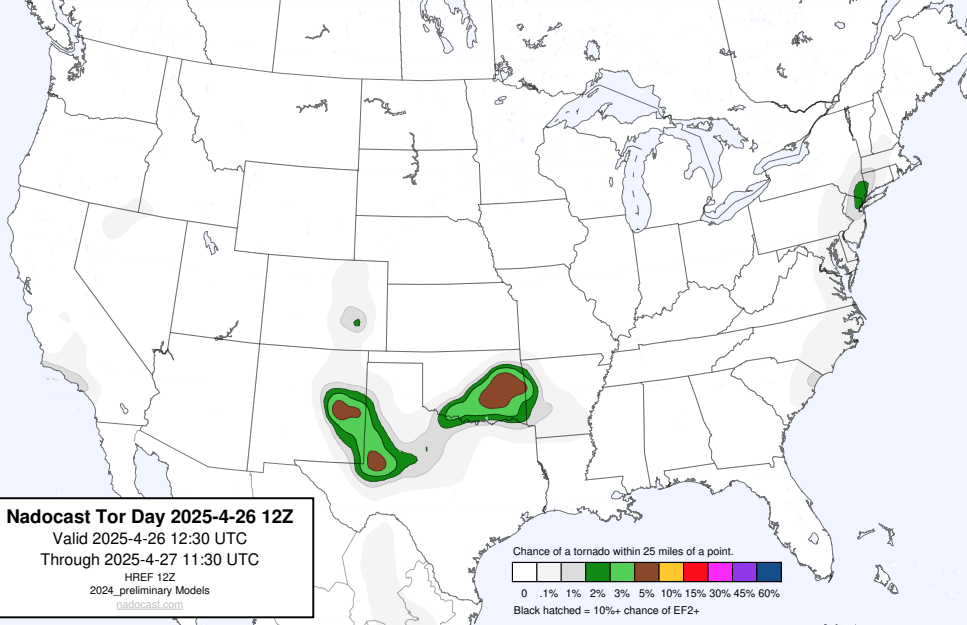 Nadocast Tor Day 2025-4-26 12Z
Valid 2025-4-26 12:30 UTC
Through 2025-4-27 11:30 UTC
HREF 12Z
2024_preliminary Models
nadocast.com
Chance of a tornado within 25 miles of a point.
0 .1% 1% 2% 3% 5% 10% 15% 30% 45% 60%
Black hatched = 10%+ chance of EF2+